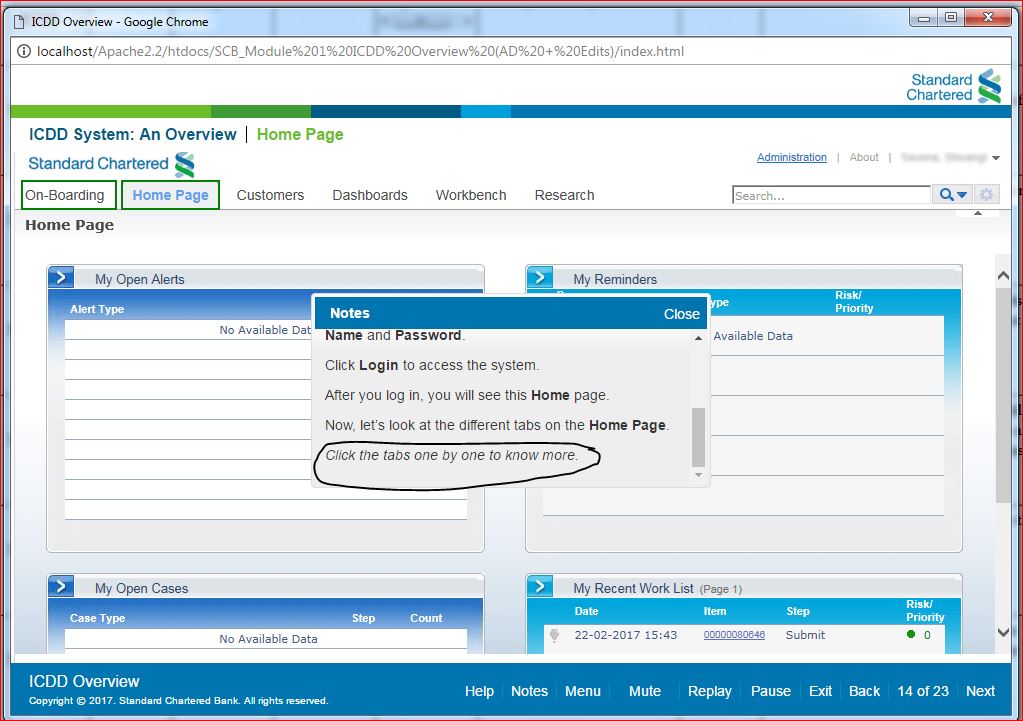 ICDD Overview - Google Chrome
localhost/Apache2.2/htdocs/SCB_Module%201%20ICDD%20Overview%20(AD%20+%20Edits)/index.html
Standard
Chartered
ICDD System: An Overview | Home Page
Standard Chartered
Administration | About |
On-Boarding Home Page Customers Dashboards Workbench Research Search...
Home Page
My Open Alerts
Alert Type
No Available Dat
My Reminders
ype Risk/
Priority
Available Data
Notes Close
Name and Password.
Click Login to access the system.
After you log in, you will see this Home page.
Now, let's look at the different tabs on the Home Page.
Click the tabs one by one to know more.
My Open Cases
Case Type Step Count
No Available Data
My Recent Work List (Page 1)
Date Item Step Risk/
Priority
22-02-2017 15:43 00000080646 Submit 0
ICDD Overview
Copyright © 2017. Standard Chartered Bank. All rights reserved.
Help Notes Menu Mute Replay Pause Exit Back 14 of 23 Next